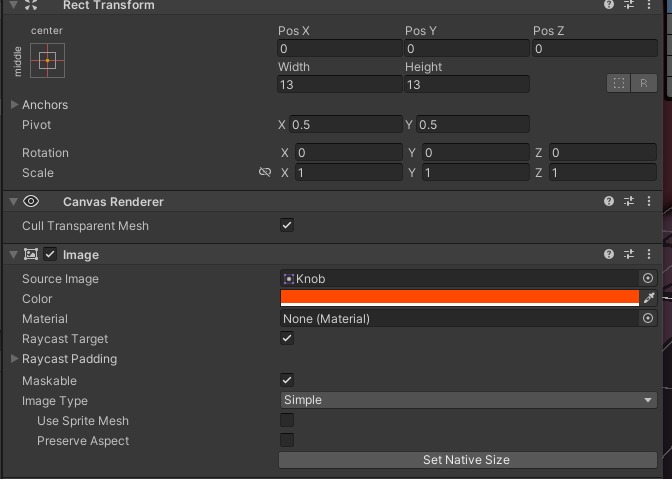 Rect Transform
center
middle
Pos X Pos Y Pos Z
0 0 0
Width Height
13 13
R
Anchors
Pivot X 0.5 Y 0.5
Rotation X 0 Y 0 Z 0
Scale X 1 Y 1 Z 1
Canvas Renderer
Cull Transparent Mesh
Image
Source Image Knob
Color
Material None (Material)
Raycast Target
Raycast Padding
Maskable
Image Type Simple
Use Sprite Mesh
Preserve Aspect
Set Native Size